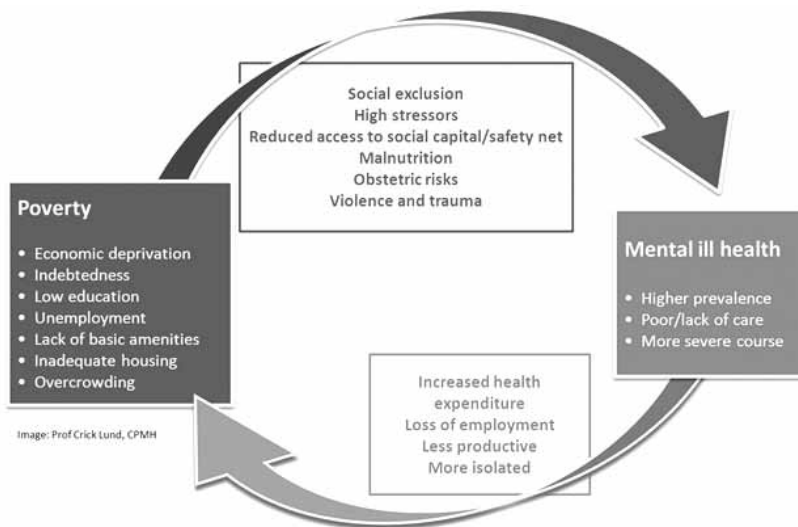 Social exclusion
High stressors
Reduced access to social capital/safety net
Malnutrition
Obstetric risks
Violence and trauma
Poverty
• Economic deprivation
• Indebtedness
• Low education
• Unemployment
• Lack of basic amenities
• Inadequate housing
• Overcrowding
Mental ill health
• Higher prevalence
• Poor/lack of care
• More severe course
Increased health
expenditure
Loss of employment
Less productive
More isolated
Image: Prof Crick Lund, CPMH